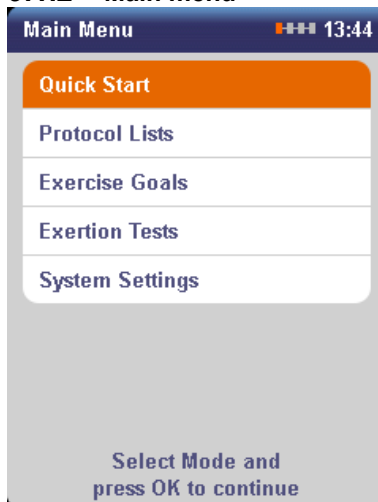 Main Menu 13:44
Quick Start
Protocol Lists
Exercise Goals
Exertion Tests
System Settings
Select Mode and
press OK to continue